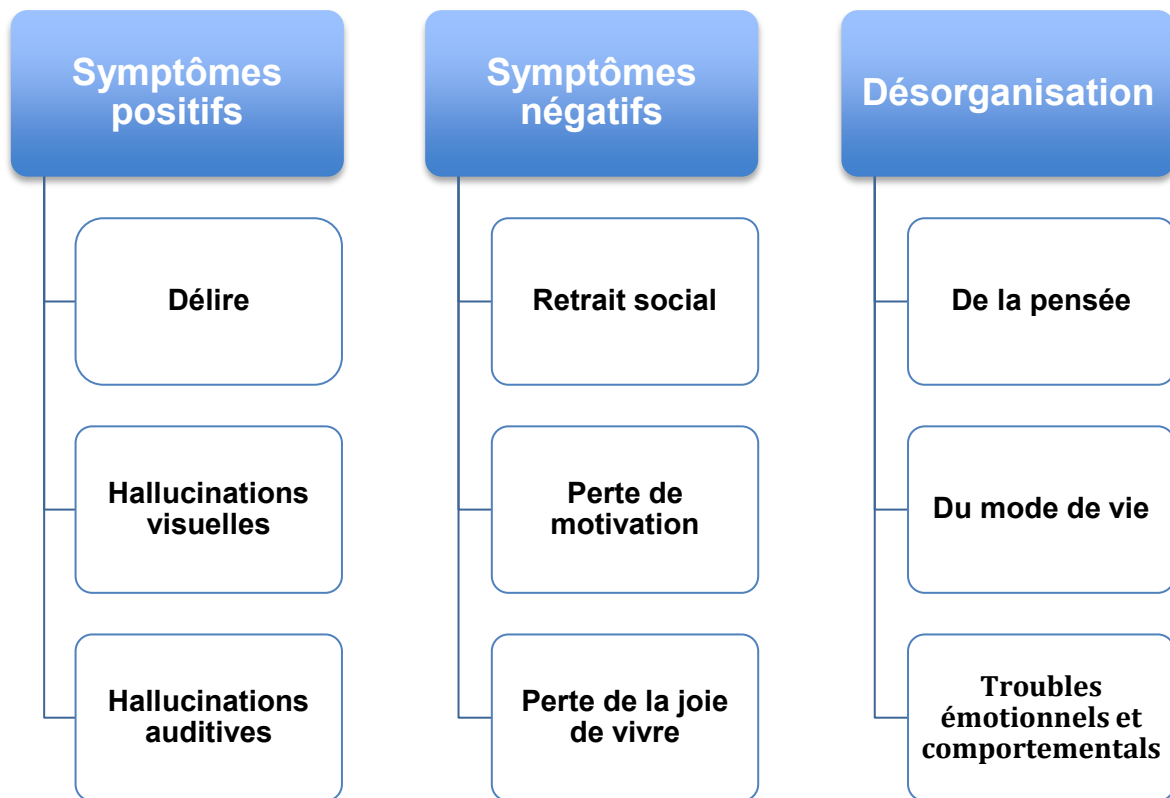 Symptômes
positifs
Délire
Hallucinations
visuelles
Hallucinations
auditives
Symptômes
négatifs
Retrait social
Perte de
motivation
Perte de la joie
de vivre
Désorganisation
De la pensée
Du mode de vie
Troubles
émotionnels et
comportementals